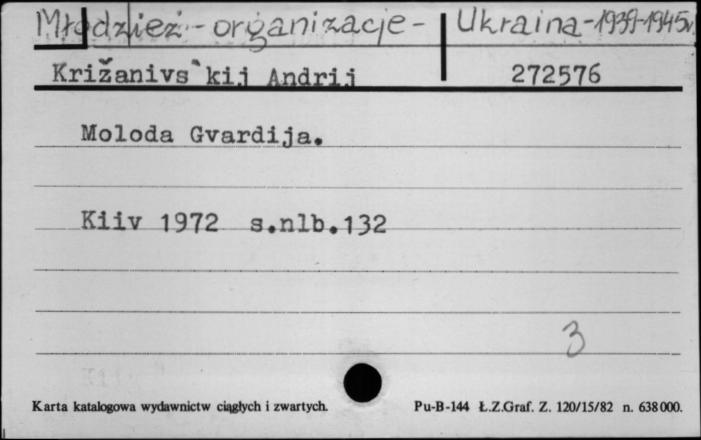 Młodzież - organizacje - Ukraina - 1939-1945r.
Križanivs`kij Andrij 272576
Moloda Gvardija.
Kiiv 1972 s.nlb.132
3
Karta katalogowa wydawnictw ciągłych i zwartych. Pu-B-144 Ł.Z.Graf. Z. 120/15/82 n. 638000.